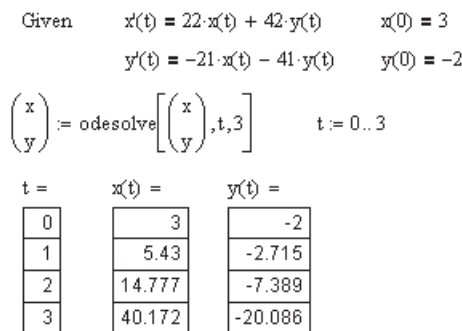 Given x'(t) = 22·x(t) + 42·y(t) x(0) = 3
y'(t) = -21·x(t) - 41·y(t) y(0) = -2
(x y) := odesolve[(x y),t,3] t := 0..3
t = x(t) = y(t) =
0 3 -2
1 5.43 -2.715
2 14.777 -7.389
3 40.172 -20.086